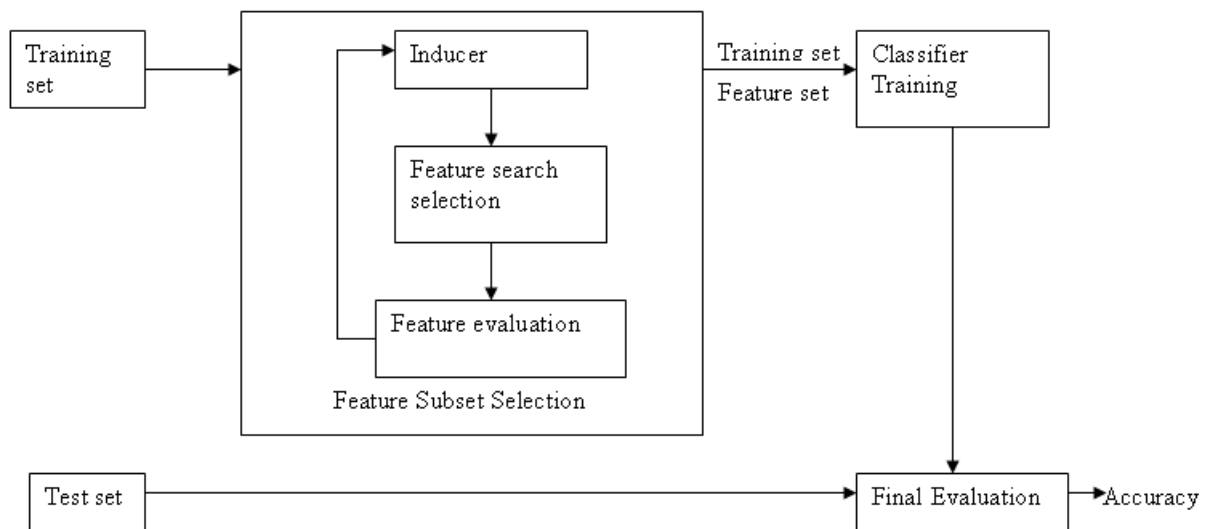 Training
set
Inducer
Feature search
selection
Feature evaluation
Feature Subset Selection
Training set
Feature set
Classifier
Training
Test set
Final Evaluation
Accuracy